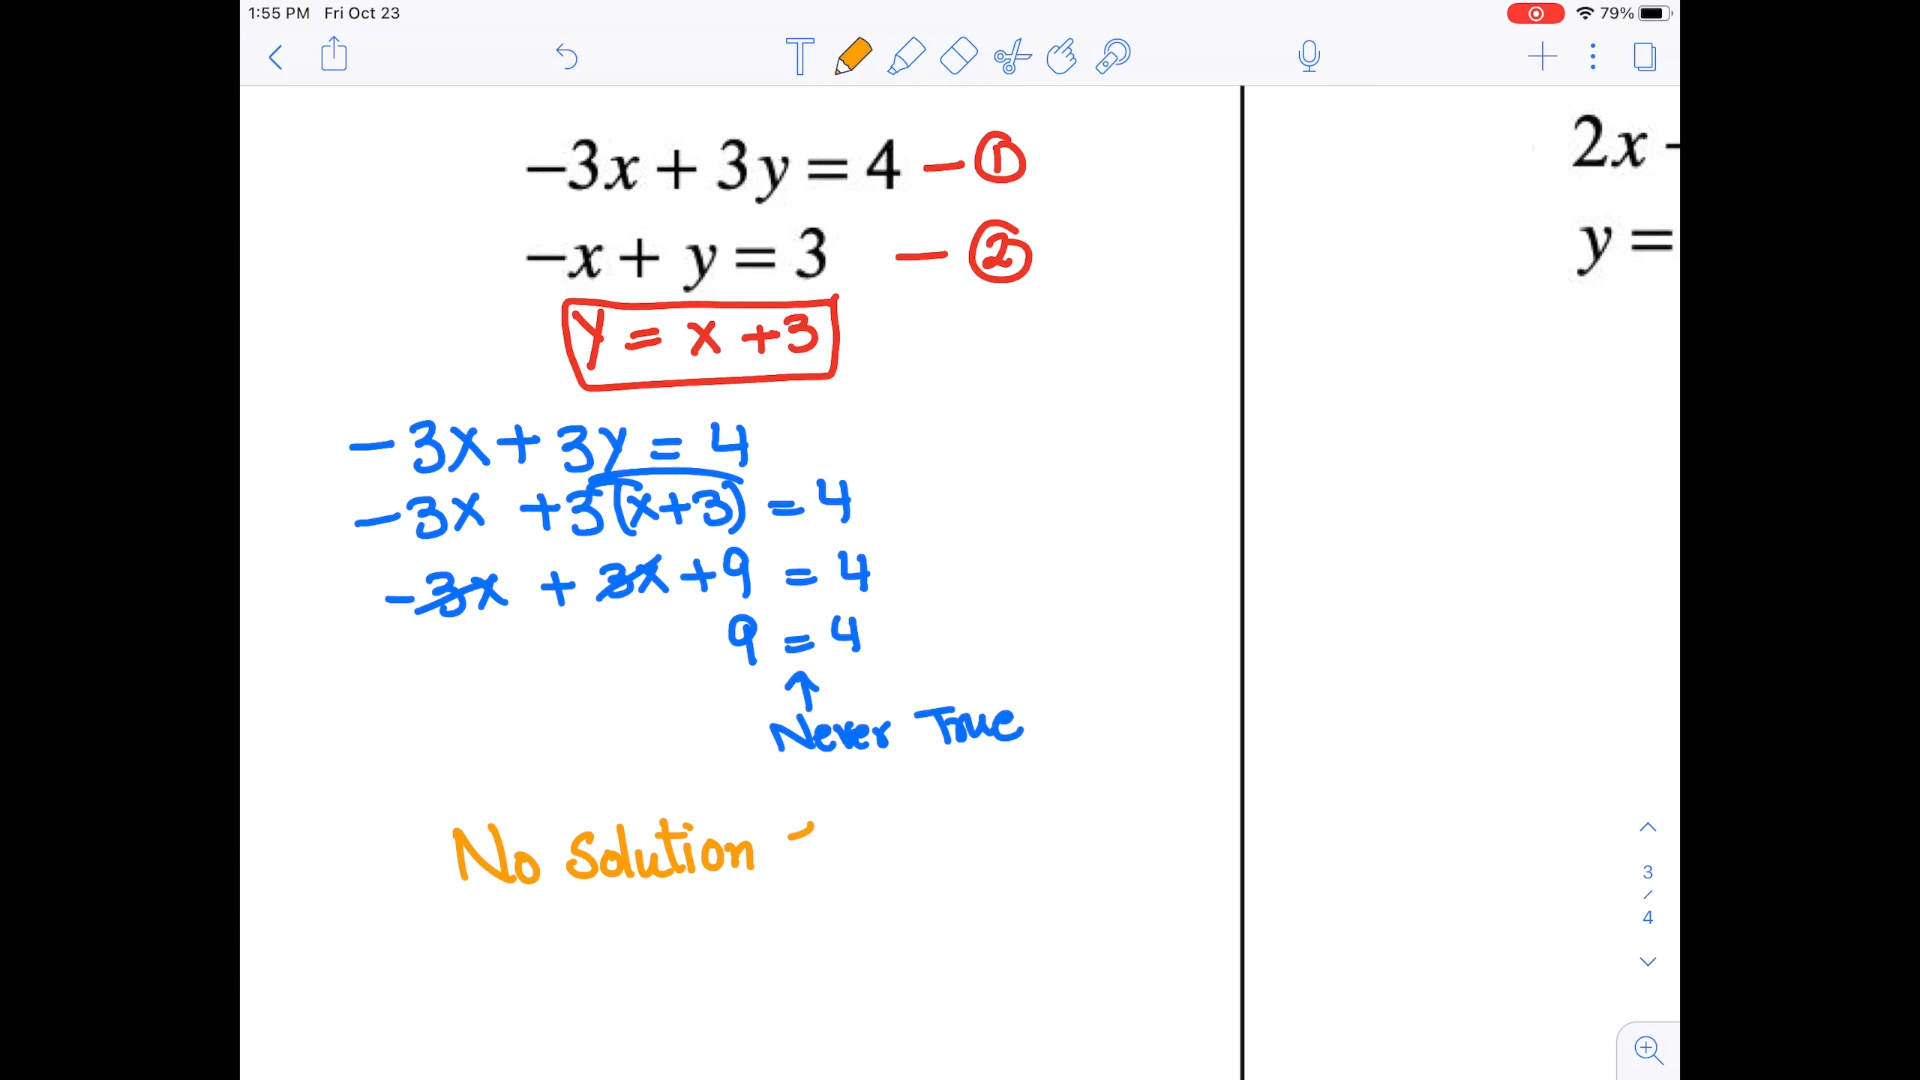 1:55 PM Fri Oct 23
79%
-3x + 3y = 4 - ①
-x + y = 3 - ②
y = x + 3
-3x + 3y = 4
-3x + 3(x+3) = 4
-3x + 3x + 9 = 4
9 = 4
↑
Never True
No Solution -
2x -
y =
3
/
4